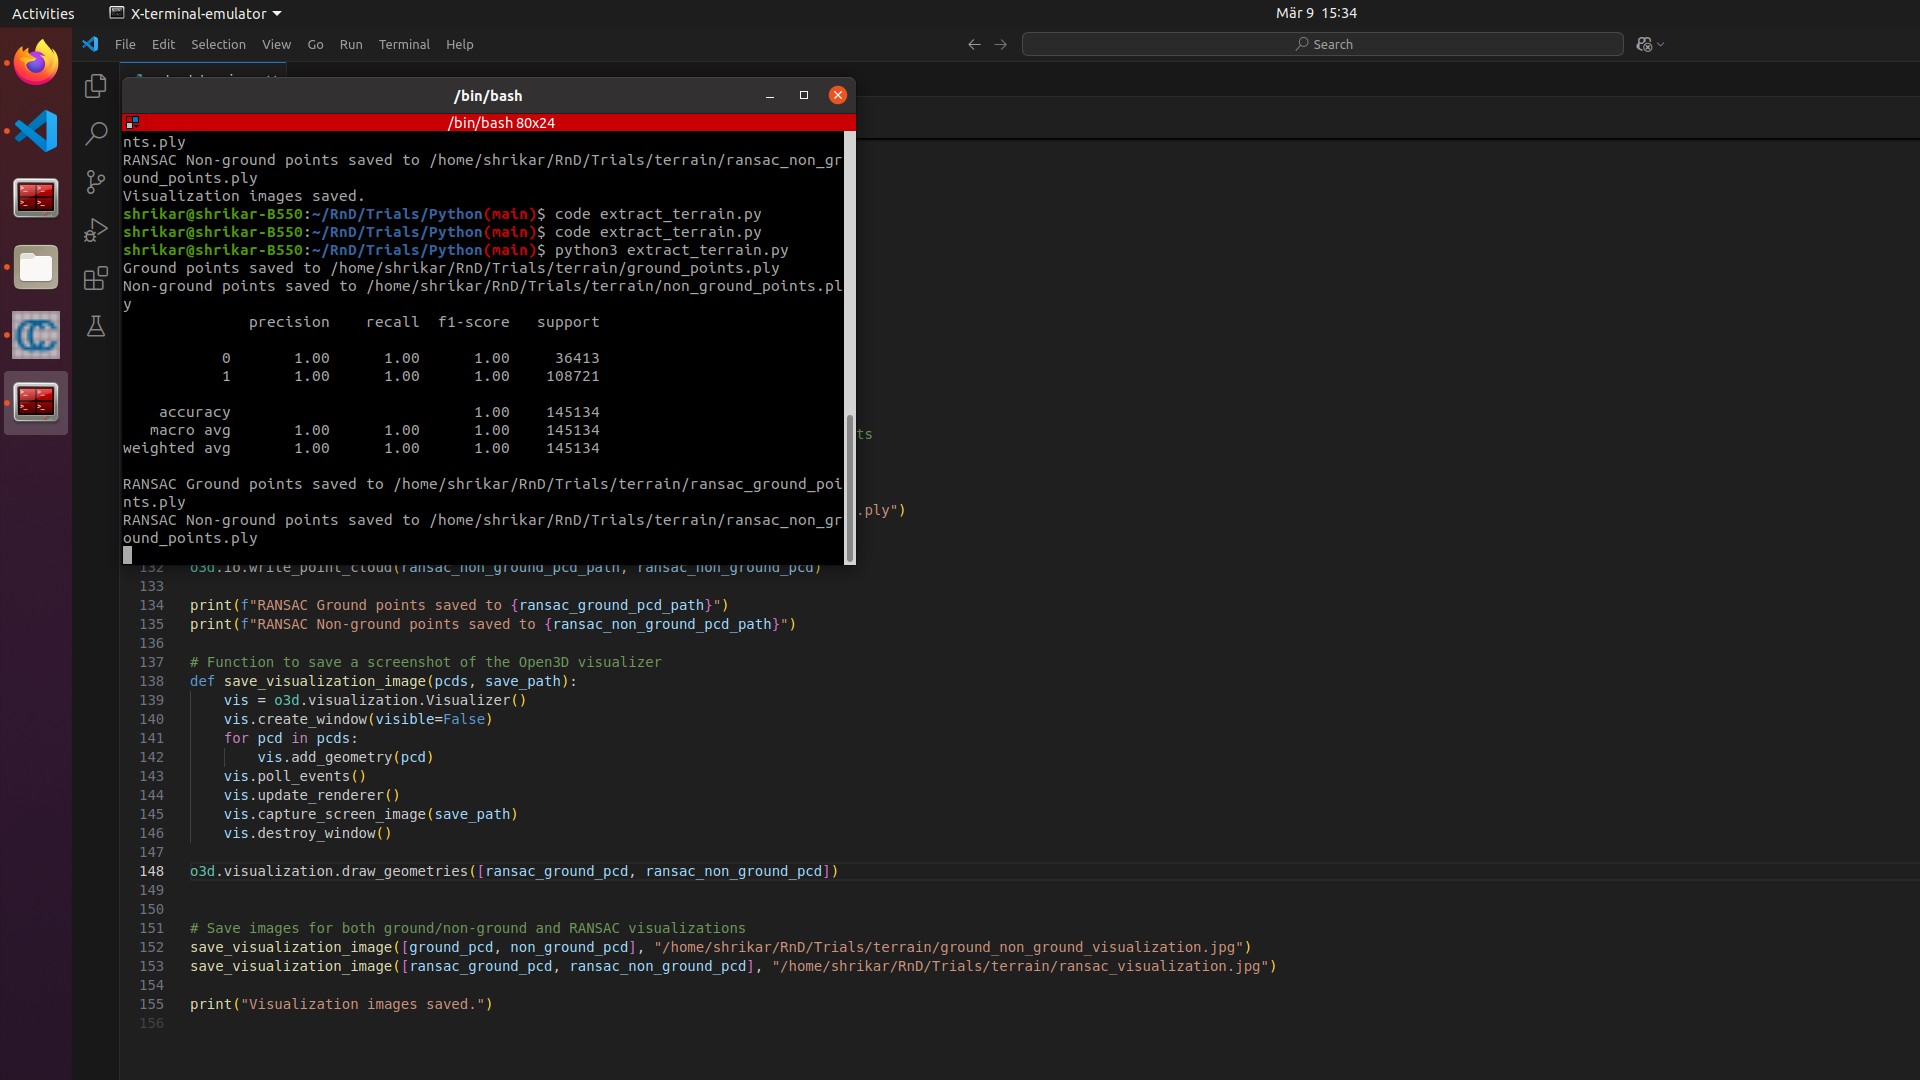 Activities
X-terminal-emulator
Mär 9 15:34
File Edit Selection View Go Run Terminal Help
Search
/bin/bash
/bin/bash 80x24
nts.ply
RANSAC Non-ground points saved to /home/shrikar/RnD/Trials/terrain/ransac_non_gr
ound_points.ply
Visualization images saved.
shrikar@shrikar-B550:~/RnD/Trials/Python(main)$ code extract_terrain.py
shrikar@shrikar-B550:~/RnD/Trials/Python(main)$ code extract_terrain.py
shrikar@shrikar-B550:~/RnD/Trials/Python(main)$ python3 extract_terrain.py
Ground points saved to /home/shrikar/RnD/Trials/terrain/ground_points.ply
Non-ground points saved to /home/shrikar/RnD/Trials/terrain/non_ground_points.pl
y
precision recall f1-score support
0 1.00 1.00 1.00 36413
1 1.00 1.00 1.00 108721
accuracy 1.00 145134
macro avg 1.00 1.00 1.00 145134
weighted avg 1.00 1.00 1.00 145134
RANSAC Ground points saved to /home/shrikar/RnD/Trials/terrain/ransac_ground_poi
nts.ply
RANSAC Non-ground points saved to /home/shrikar/RnD/Trials/terrain/ransac_non_gr
ound_points.ply
ts
.ply")
132 o3d.io.write_point_cloud(ransac_non_ground_pcd_path, ransac_non_ground_pcd)
133
134 print(f"RANSAC Ground points saved to {ransac_ground_pcd_path}")
135 print(f"RANSAC Non-ground points saved to {ransac_non_ground_pcd_path}")
136
137 # Function to save a screenshot of the Open3D visualizer
138 def save_visualization_image(pcds, save_path):
139 vis = o3d.visualization.Visualizer()
140 vis.create_window(visible=False)
141 for pcd in pcds:
142 vis.add_geometry(pcd)
143 vis.poll_events()
144 vis.update_renderer()
145 vis.capture_screen_image(save_path)
146 vis.destroy_window()
147
148 o3d.visualization.draw_geometries([ransac_ground_pcd, ransac_non_ground_pcd])
149
150
151 # Save images for both ground/non-ground and RANSAC visualizations
152 save_visualization_image([ground_pcd, non_ground_pcd], "/home/shrikar/RnD/Trials/terrain/ground_non_ground_visualization.jpg")
153 save_visualization_image([ransac_ground_pcd, ransac_non_ground_pcd], "/home/shrikar/RnD/Trials/terrain/ransac_visualization.jpg")
154
155 print("Visualization images saved.")
156